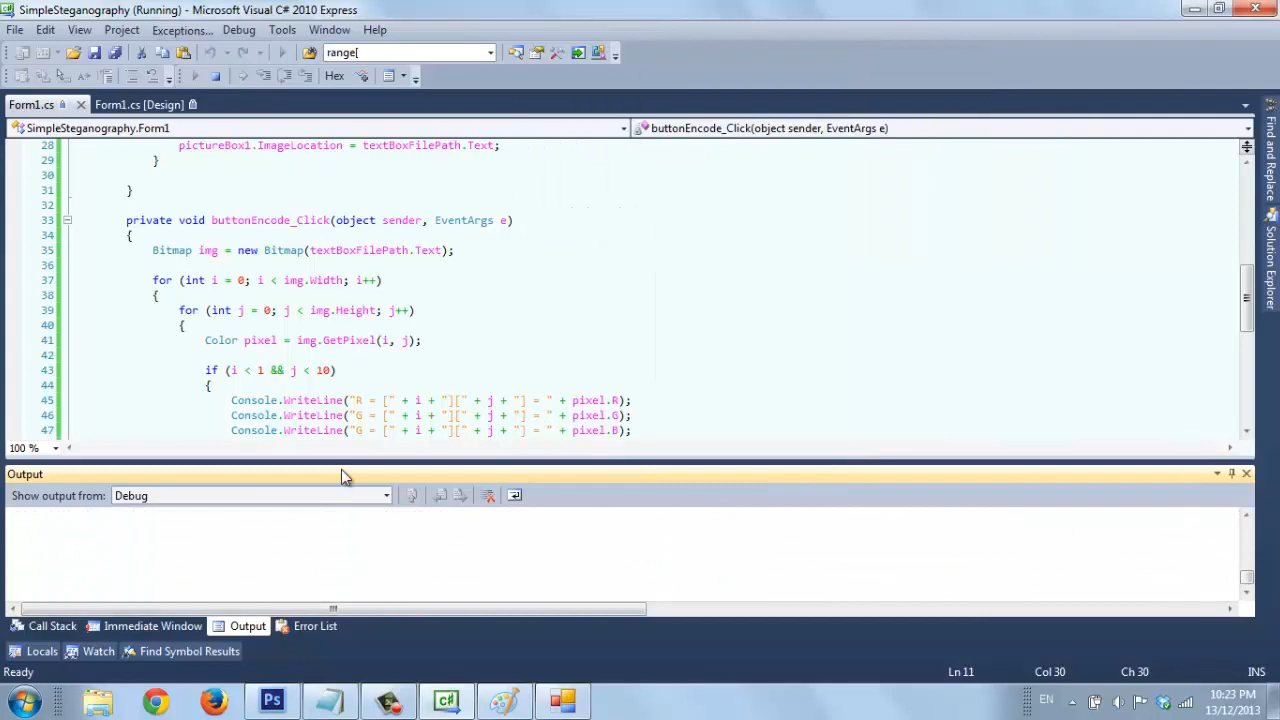 SimpleSteganography (Running) - Microsoft Visual C# 2010 Express
File Edit View Project Exceptions... Debug Tools Window Help
range[
Hex
Form1.cs Form1.cs [Design]
SimpleSteganography.Form1 buttonEncode_Click(object sender, EventArgs e)
28 pictureBox1.ImageLocation = textBoxFilePath.Text;
29 }
30
31 }
32
33 private void buttonEncode_Click(object sender, EventArgs e)
34 {
35 Bitmap img = new Bitmap(textBoxFilePath.Text);
36
37 for (int i = 0; i < img.Width; i++)
38 {
39 for (int j = 0; j < img.Height; j++)
40 {
41 Color pixel = img.GetPixel(i, j);
42
43 if (i < 1 && j < 10)
44 {
45 Console.WriteLine("R = [" + i + "][" + j + "] = " + pixel.R);
46 Console.WriteLine("G = [" + i + "][" + j + "] = " + pixel.G);
47 Console.WriteLine("G = [" + i + "][" + j + "] = " + pixel.B);
100 %
Output
Show output from: Debug
Call Stack Immediate Window Output Error List
Locals Watch Find Symbol Results
Ready Ln 11 Col 30 Ch 30 INS
Ps EN 10:23 PM
13/12/2013
Find and Replace
Solution Explorer